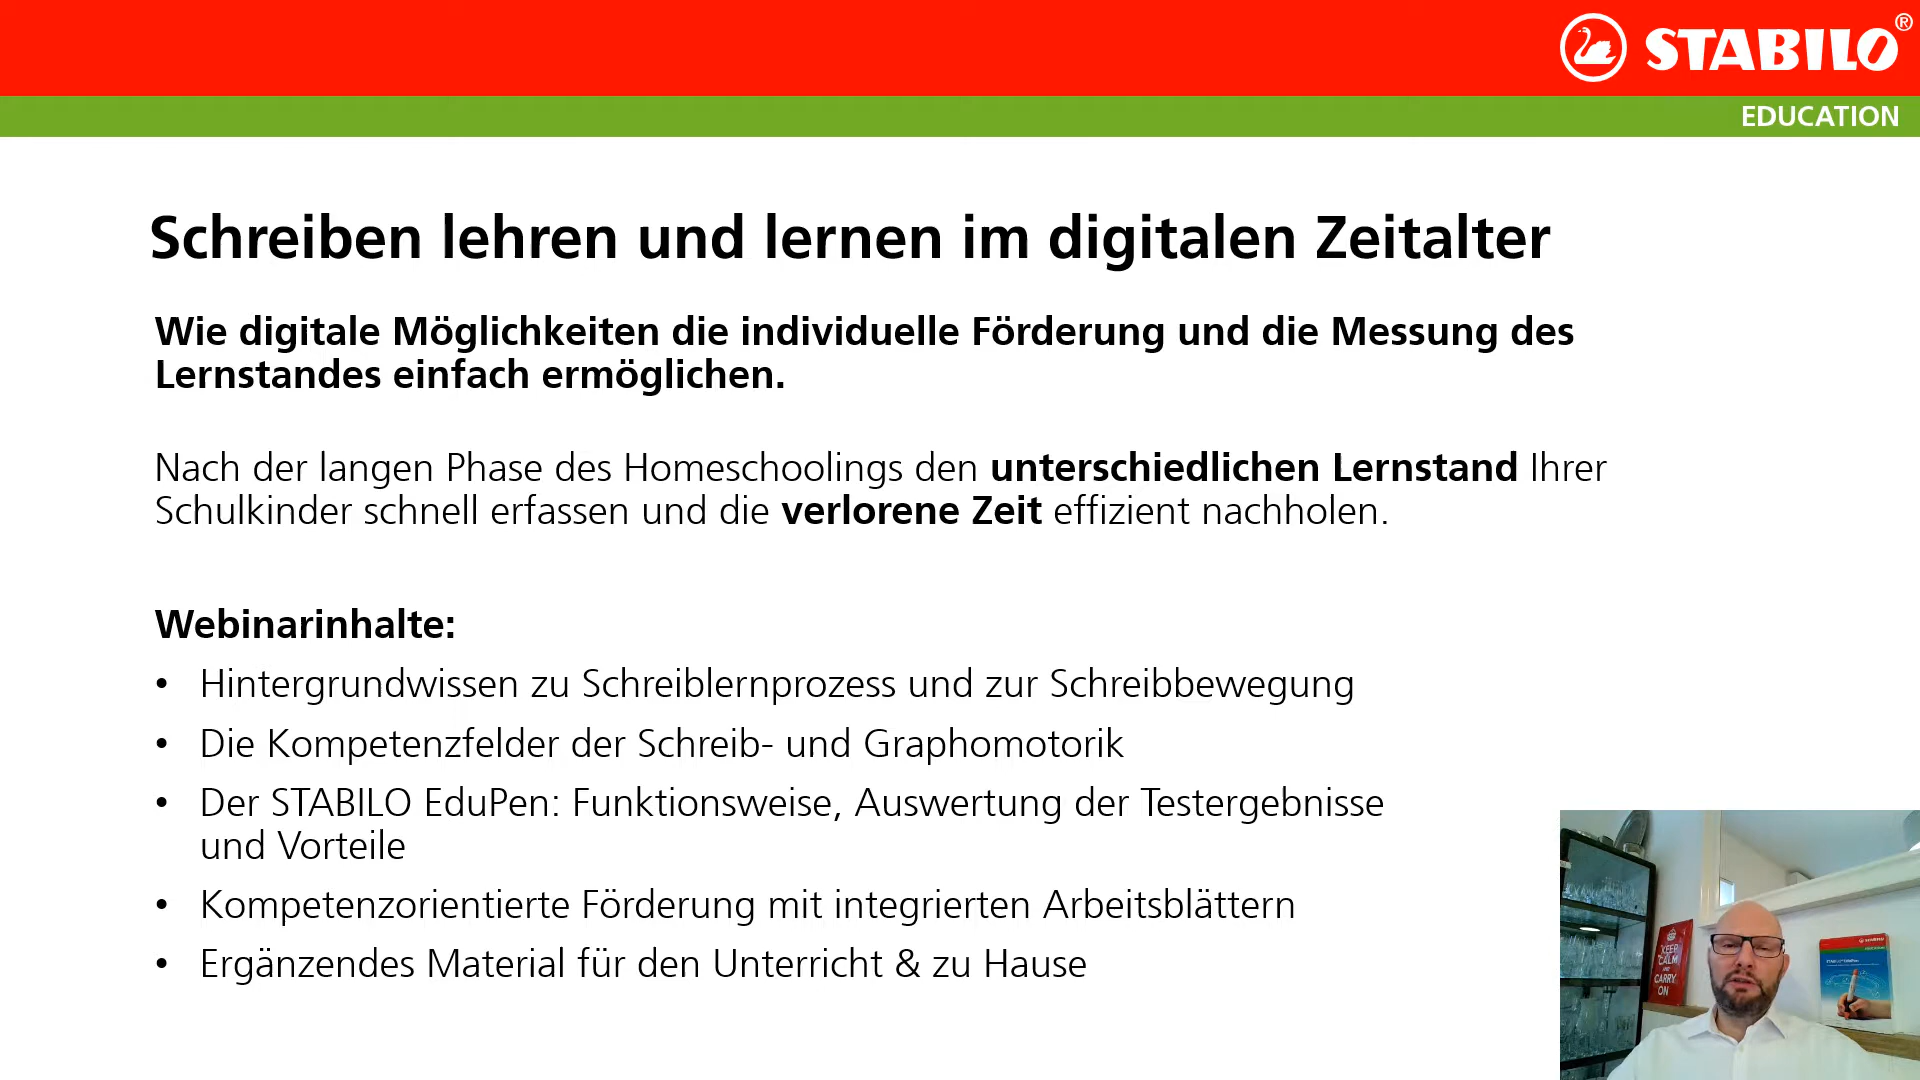 STABILO®
EDUCATION
Schreiben lehren und lernen im digitalen Zeitalter
Wie digitale Möglichkeiten die individuelle Förderung und die Messung des
Lernstandes einfach ermöglichen.
Nach der langen Phase des Homeschoolings den unterschiedlichen Lernstand Ihrer
Schulkinder schnell erfassen und die verlorene Zeit effizient nachholen.
Webinarinhalte:
• Hintergrundwissen zu Schreiblernprozess und zur Schreibbewegung
• Die Kompetenzfelder der Schreib- und Graphomotorik
• Der STABILO EduPen: Funktionsweise, Auswertung der Testergebnisse
und Vorteile
• Kompetenzorientierte Förderung mit integrierten Arbeitsblättern
• Ergänzendes Material für den Unterricht & zu Hause
KEEP
CALM
AND
CARRY
ON
STABILO